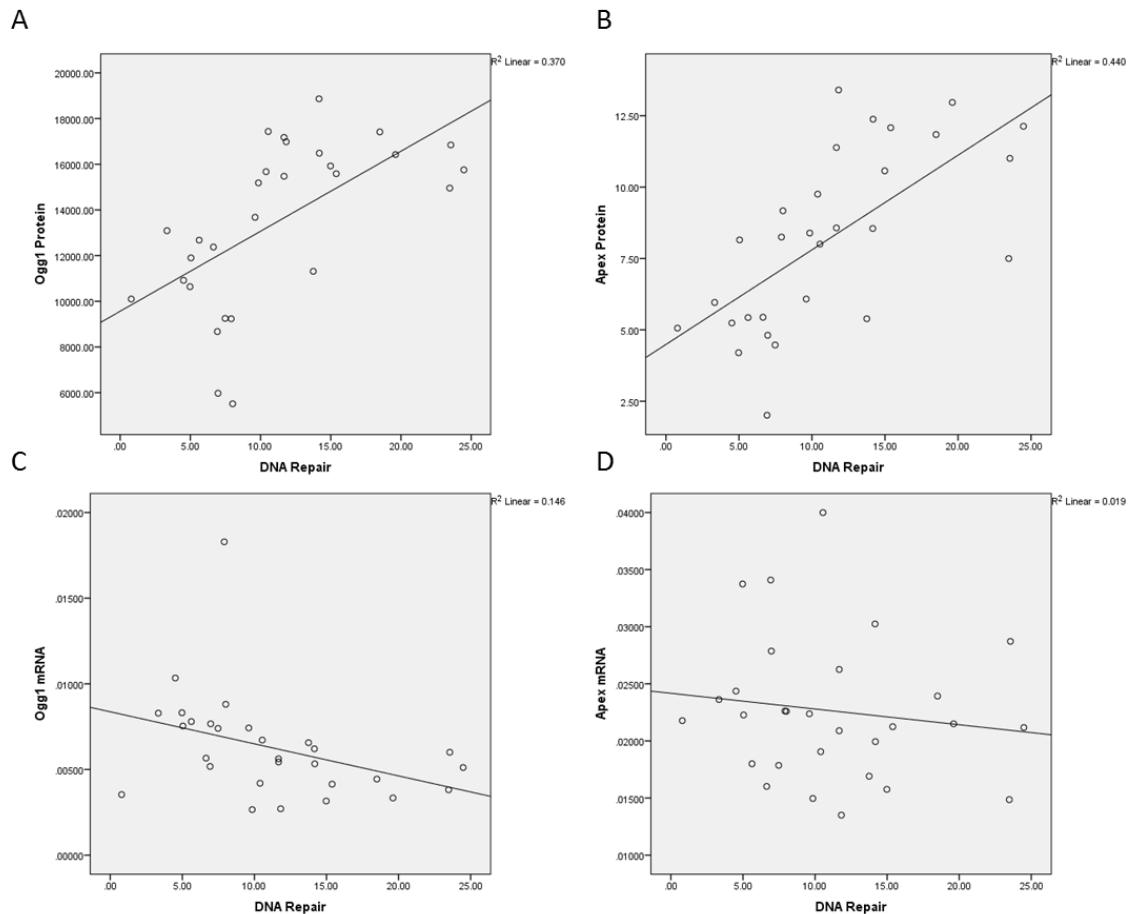 A
R² Linear = 0.370
Ogg1 Protein
20000.00
18000.00
16000.00
14000.00
12000.00
10000.00
8000.00
6000.00
.00 5.00 10.00 15.00 20.00 25.00
DNA Repair
B
R² Linear = 0.440
Apex Protein
12.50
10.00
7.50
5.00
2.50
.00 5.00 10.00 15.00 20.00 25.00
DNA Repair
C
R² Linear = 0.146
Ogg1 mRNA
.02000
.01500
.01000
.00500
.00000
.00 5.00 10.00 15.00 20.00 25.00
DNA Repair
D
R² Linear = 0.019
Apex mRNA
.04000
.03500
.03000
.02500
.02000
.01500
.01000
.00 5.00 10.00 15.00 20.00 25.00
DNA Repair